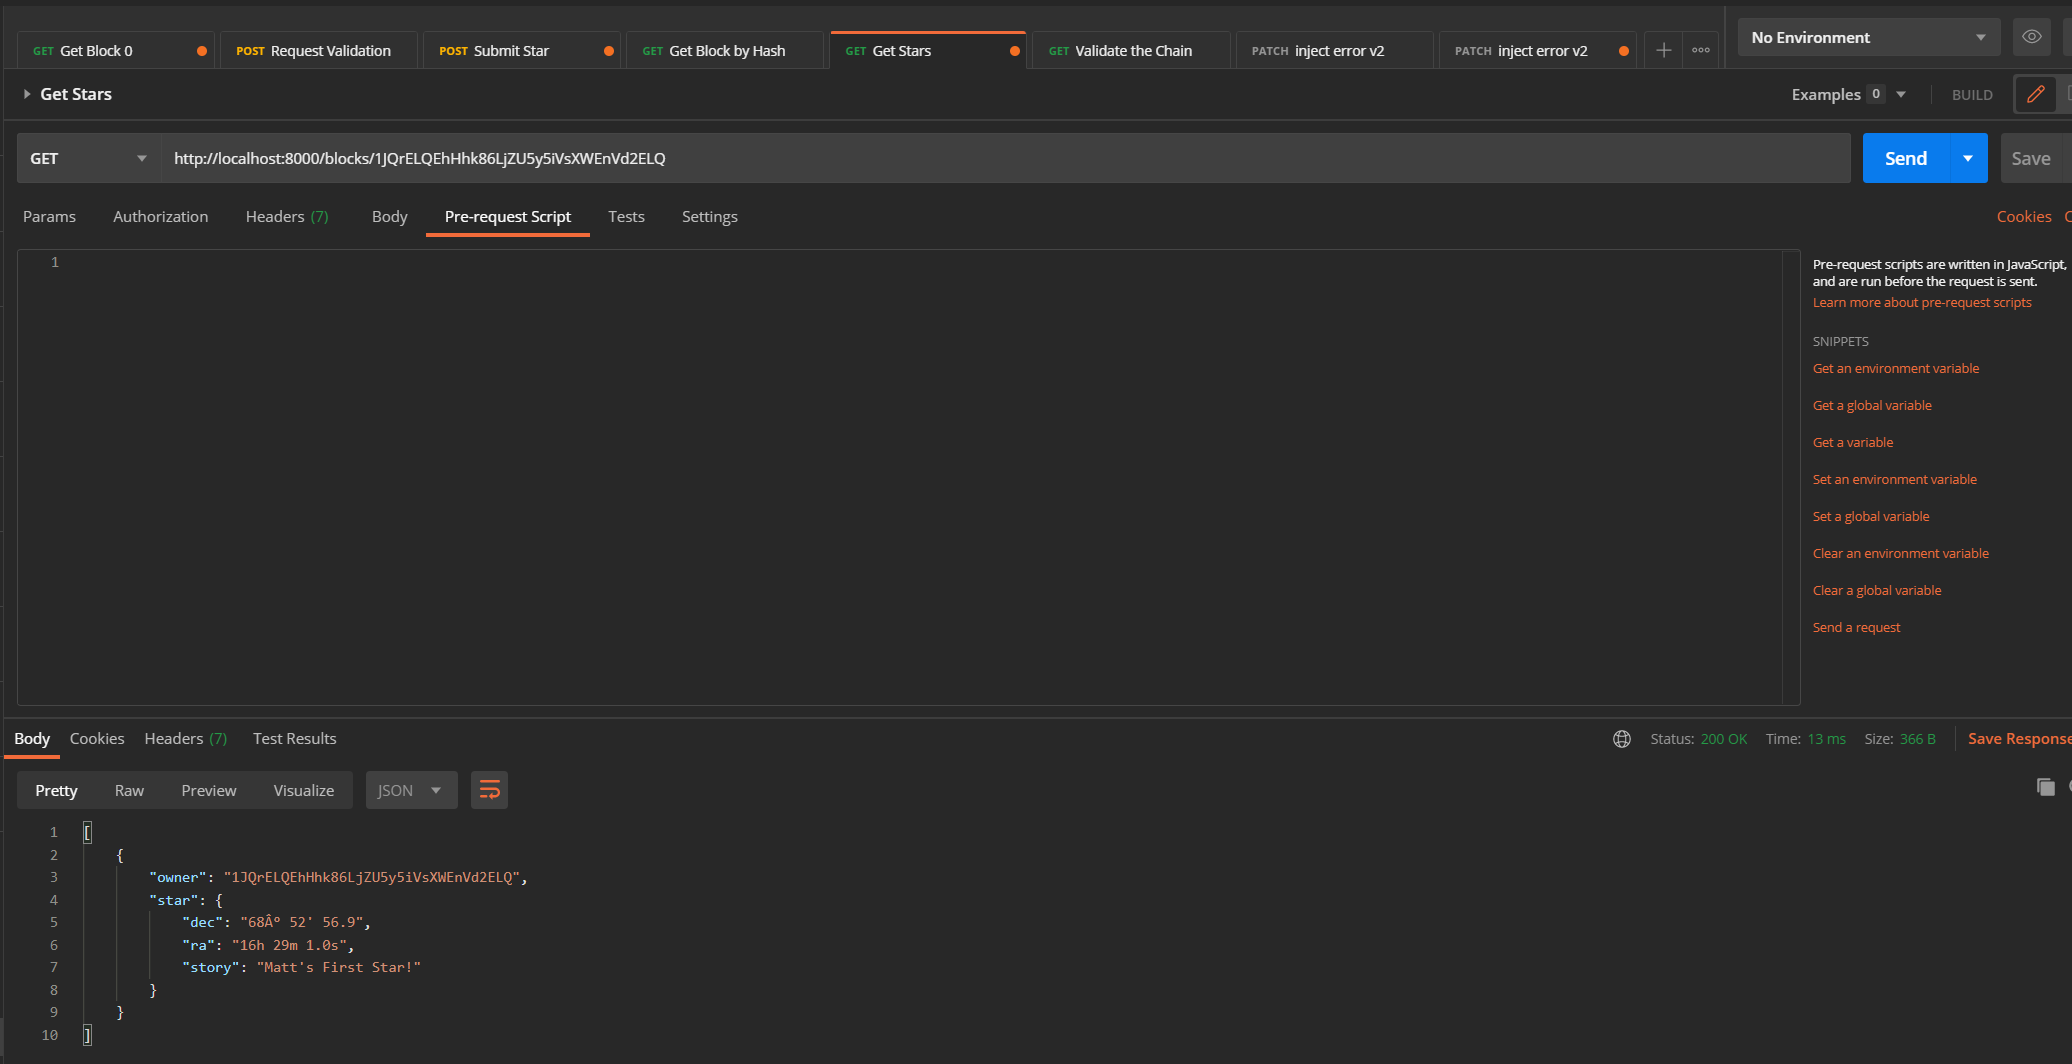 GET Get Block 0 POST Request Validation POST Submit Star GET Get Block by Hash GET Get Stars GET Validate the Chain PATCH inject error v2 PATCH inject error v2 No Environment
Get Stars Examples 0 BUILD
GET http://localhost:8000/blocks/1JQrELQEhHhk86LjZU5y5iVsXWEnVd2ELQ Send Save
Params Authorization Headers (7) Body Pre-request Script Tests Settings Cookies
1
Pre-request scripts are written in JavaScript,
and are run before the request is sent.
Learn more about pre-request scripts
SNIPPETS
Get an environment variable
Get a global variable
Get a variable
Set an environment variable
Set a global variable
Clear an environment variable
Clear a global variable
Send a request
Body Cookies Headers (7) Test Results Status: 200 OK Time: 13 ms Size: 366 B Save Response
Pretty Raw Preview Visualize JSON
1 [
2 {
3 "owner": "1JQrELQEhHhk86LjZU5y5iVsXWEnVd2ELQ",
4 "star": {
5 "dec": "68Âº 52' 56.9",
6 "ra": "16h 29m 1.0s",
7 "story": "Matt's First Star!"
8 }
9 }
10 ]